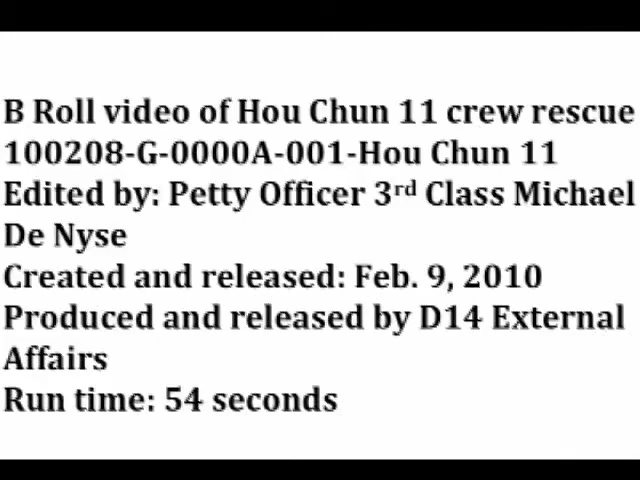 B Roll video of Hou Chun 11 crew rescue
100208-G-0000A-001-Hou Chun 11
Edited by: Petty Officer 3rd Class Michael
De Nyse
Created and released: Feb. 9, 2010
Produced and released by D14 External
Affairs
Run time: 54 seconds